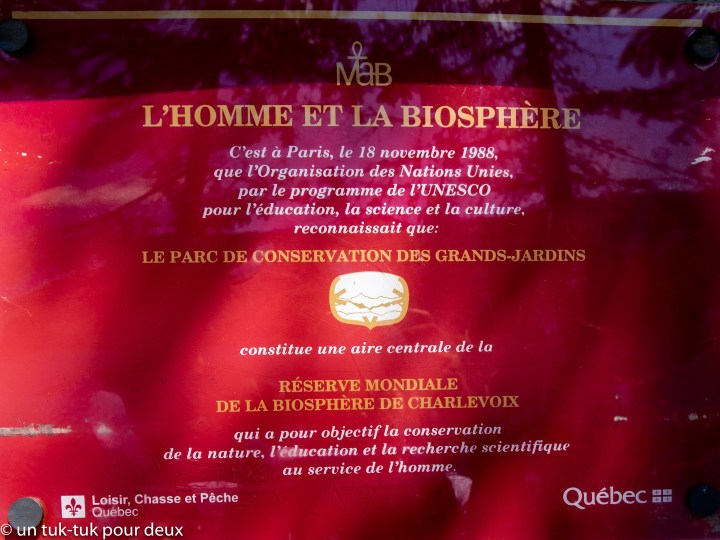 MaB
L'HOMME ET LA BIOSPHÈRE
C'est à Paris, le 18 novembre 1988,
que l'Organisation des Nations Unies,
par le programme de l'UNESCO
pour l'éducation, la science et la culture,
reconnaissait que:
LE PARC DE CONSERVATION DES GRANDS-JARDINS
constitue une aire centrale de la
RÉSERVE MONDIALE
DE LA BIOSPHÈRE DE CHARLEVOIX
qui a pour objectif la conservation
de la nature, l'éducation et la recherche scientifique
au service de l'homme.
Loisir, Chasse et Pêche
Québec
Québec
© un tuk-tuk pour deux